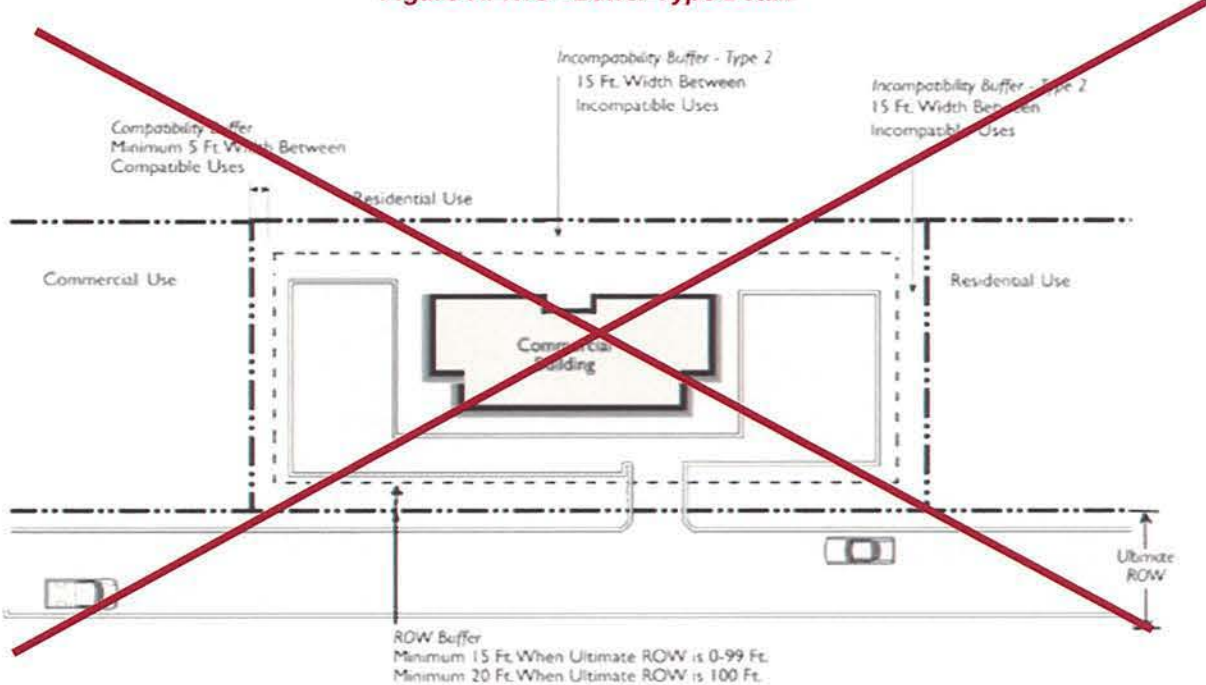 Incompatibility Buffer - Type 2
15 Ft. Width Between
Incompatible Uses
Incompatibility Buffer - Type 2
15 Ft. Width Between
Incompatible Uses
Compatibility Buffer
Minimum 5 Ft. Width Between
Compatible Uses
Residential Use
Commercial Use
Residential Use
Commercial
Building
Ultimate
ROW
ROW Buffer
Minimum 15 Ft. When Ultimate ROW is 0-99 Ft.
Minimum 20 Ft. When Ultimate ROW is 100 Ft.